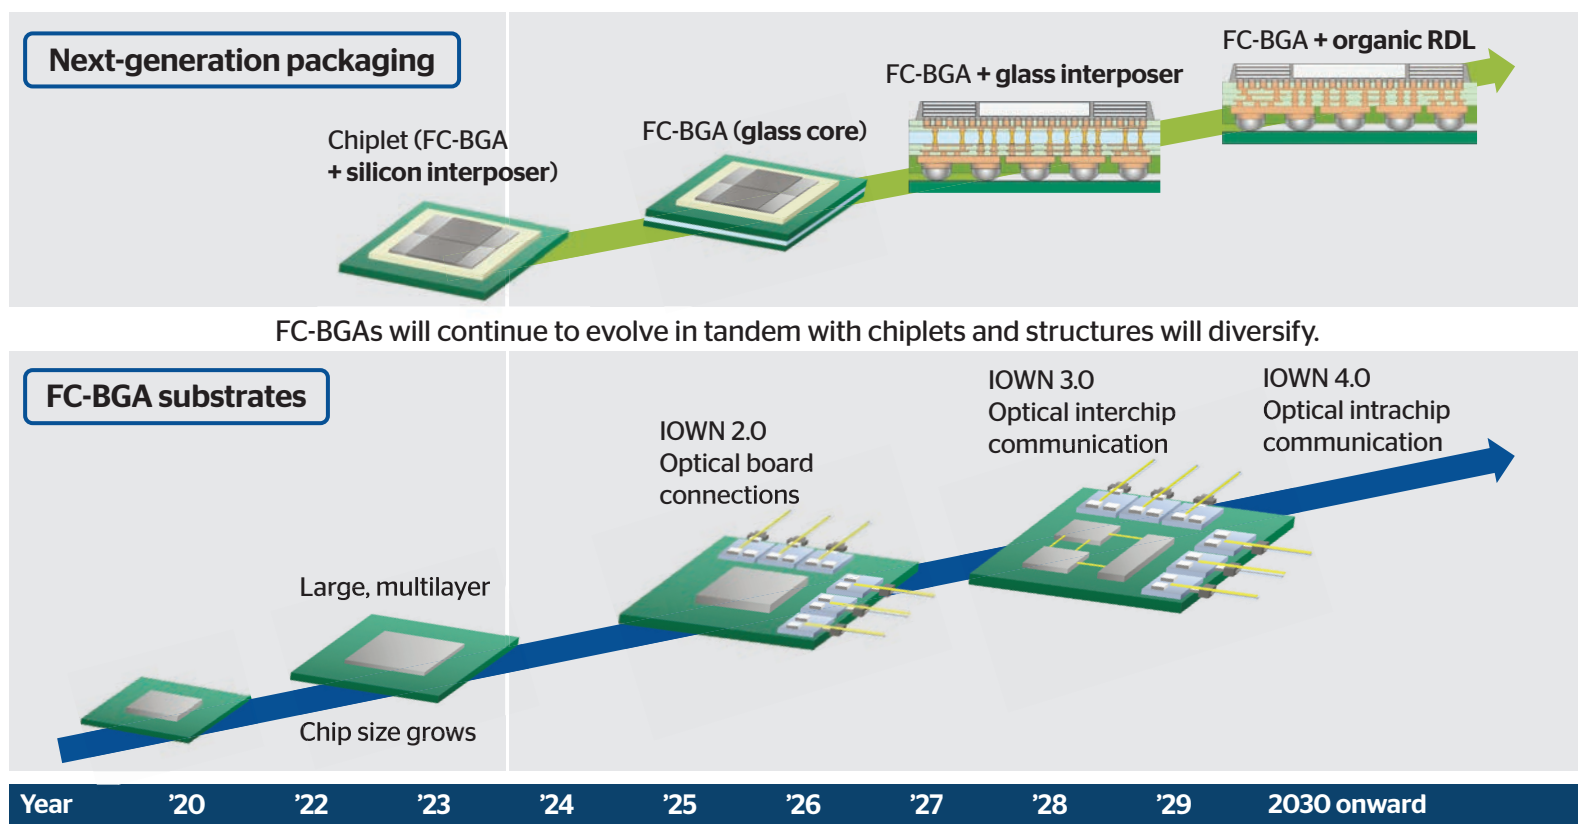 Next-generation packaging
Chiplet (FC-BGA
+ silicon interposer)
FC-BGA (glass core)
FC-BGA + glass interposer
FC-BGA + organic RDL
FC-BGAs will continue to evolve in tandem with chiplets and structures will diversify.
FC-BGA substrates
Large, multilayer
Chip size grows
IOWN 2.0
Optical board
connections
IOWN 3.0
Optical interchip
communication
IOWN 4.0
Optical intrachip
communication
Year ’20 ’22 ’23 ’24 ’25 ’26 ’27 ’28 ’29 2030 onward